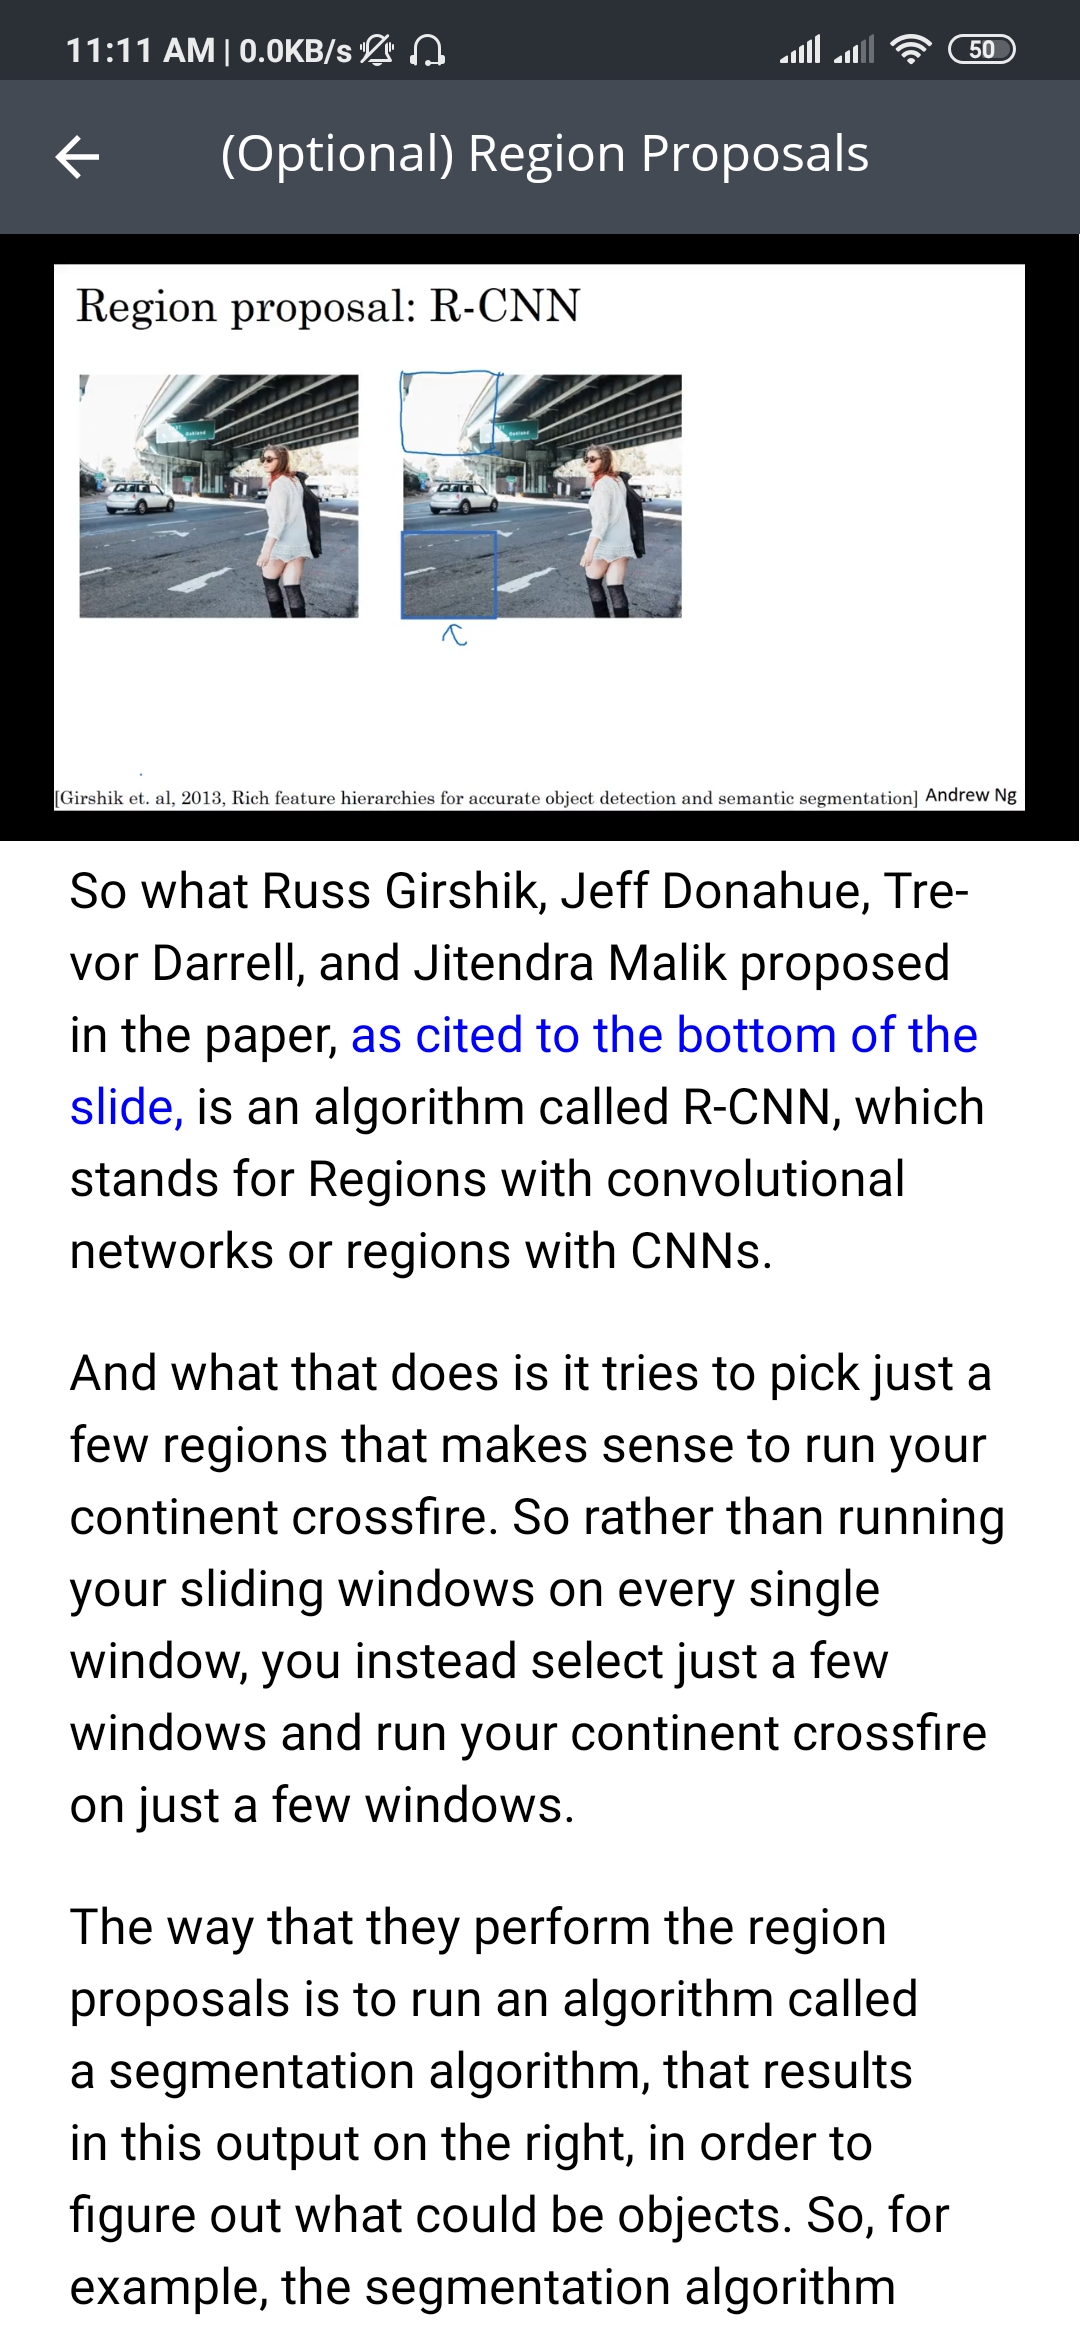 11:11 AM | 0.0KB/s
50
(Optional) Region Proposals
Region proposal: R-CNN
[Girshik et. al, 2013, Rich feature hierarchies for accurate object detection and semantic segmentation] Andrew Ng
So what Russ Girshik, Jeff Donahue, Tre-
vor Darrell, and Jitendra Malik proposed
in the paper, as cited to the bottom of the
slide, is an algorithm called R-CNN, which
stands for Regions with convolutional
networks or regions with CNNs.
And what that does is it tries to pick just a
few regions that makes sense to run your
continent crossfire. So rather than running
your sliding windows on every single
window, you instead select just a few
windows and run your continent crossfire
on just a few windows.
The way that they perform the region
proposals is to run an algorithm called
a segmentation algorithm, that results
in this output on the right, in order to
figure out what could be objects. So, for
example, the segmentation algorithm